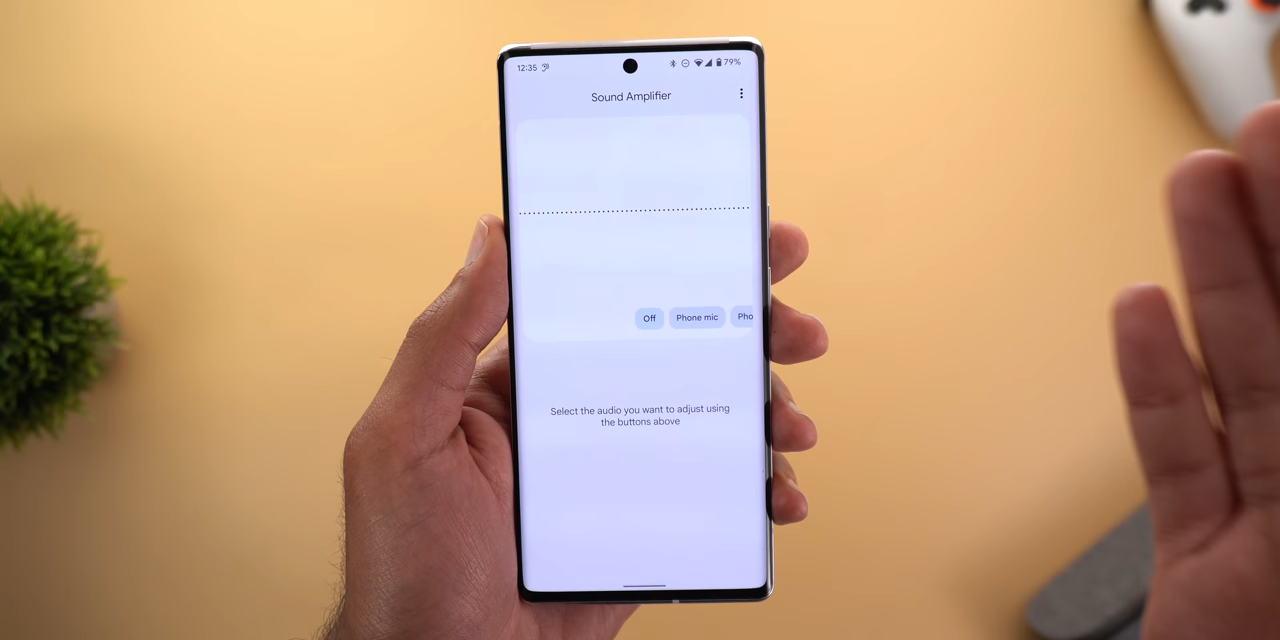 12:35 79%
Sound Amplifier
Off Phone mic Pho
Select the audio you want to adjust using
the buttons above